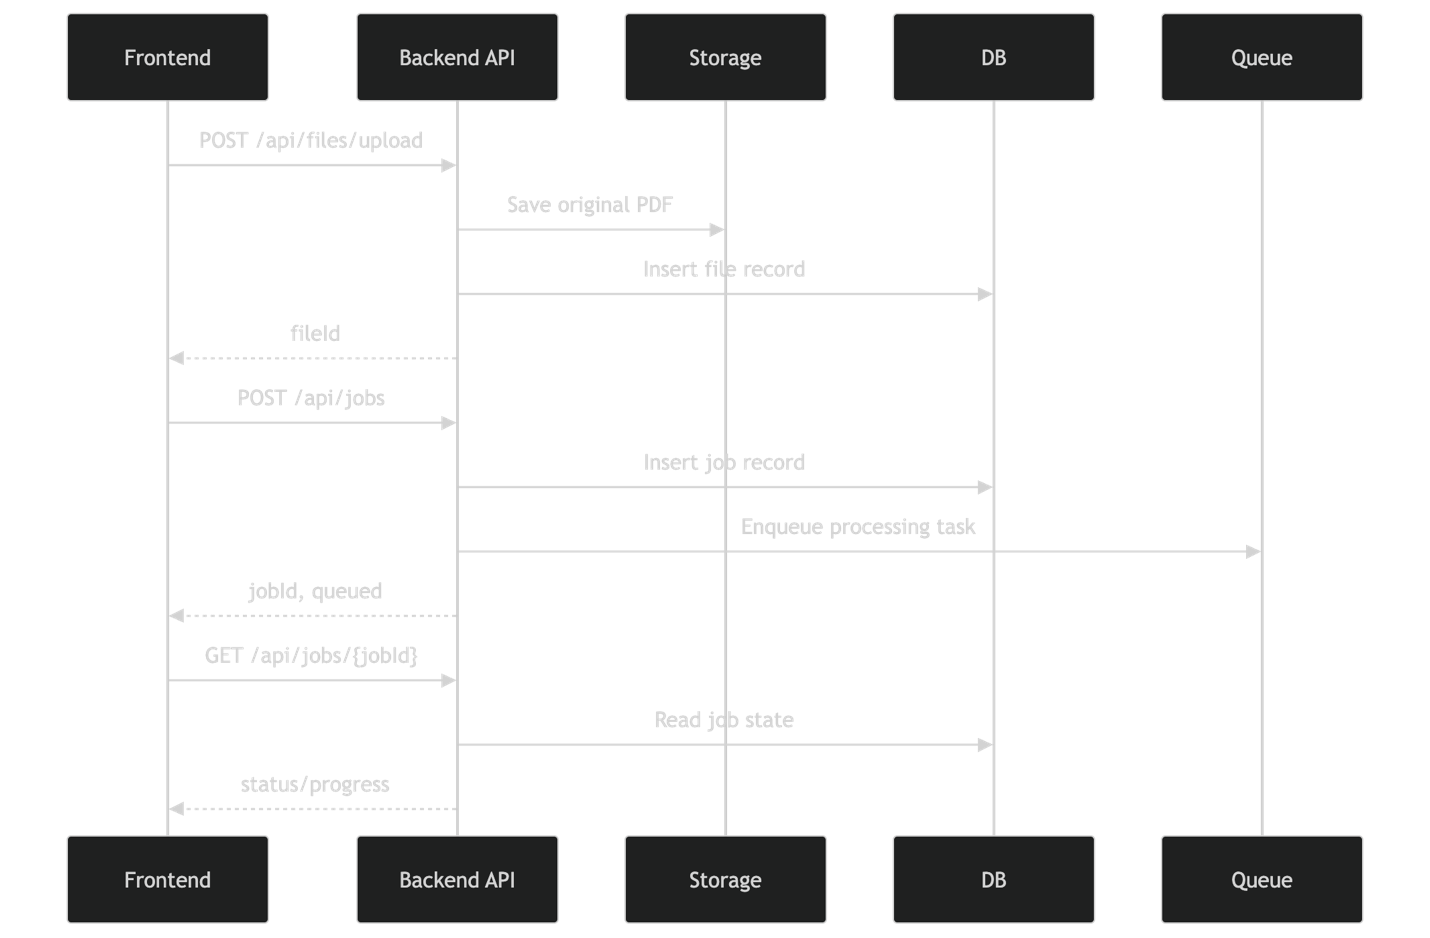 Frontend
Backend API
Storage
DB
Queue
POST /api/files/upload
Save original PDF
Insert file record
fileId
POST /api/jobs
Insert job record
Enqueue processing task
jobId, queued
GET /api/jobs/{jobId}
Read job state
status/progress
Frontend
Backend API
Storage
DB
Queue